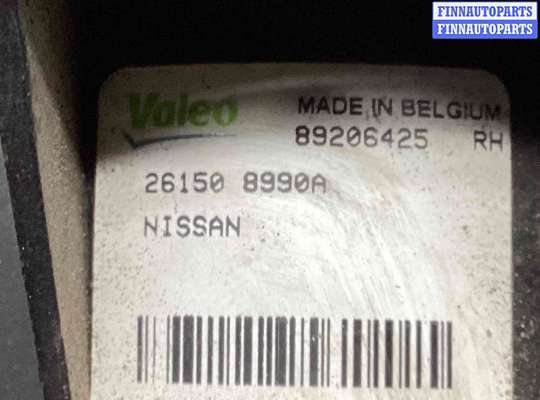 FINNAUTOPARTS
FINNAUTOPARTS
Valeo MADE IN BELGIUM
89206425 RH
26150 8990A
NISSAN